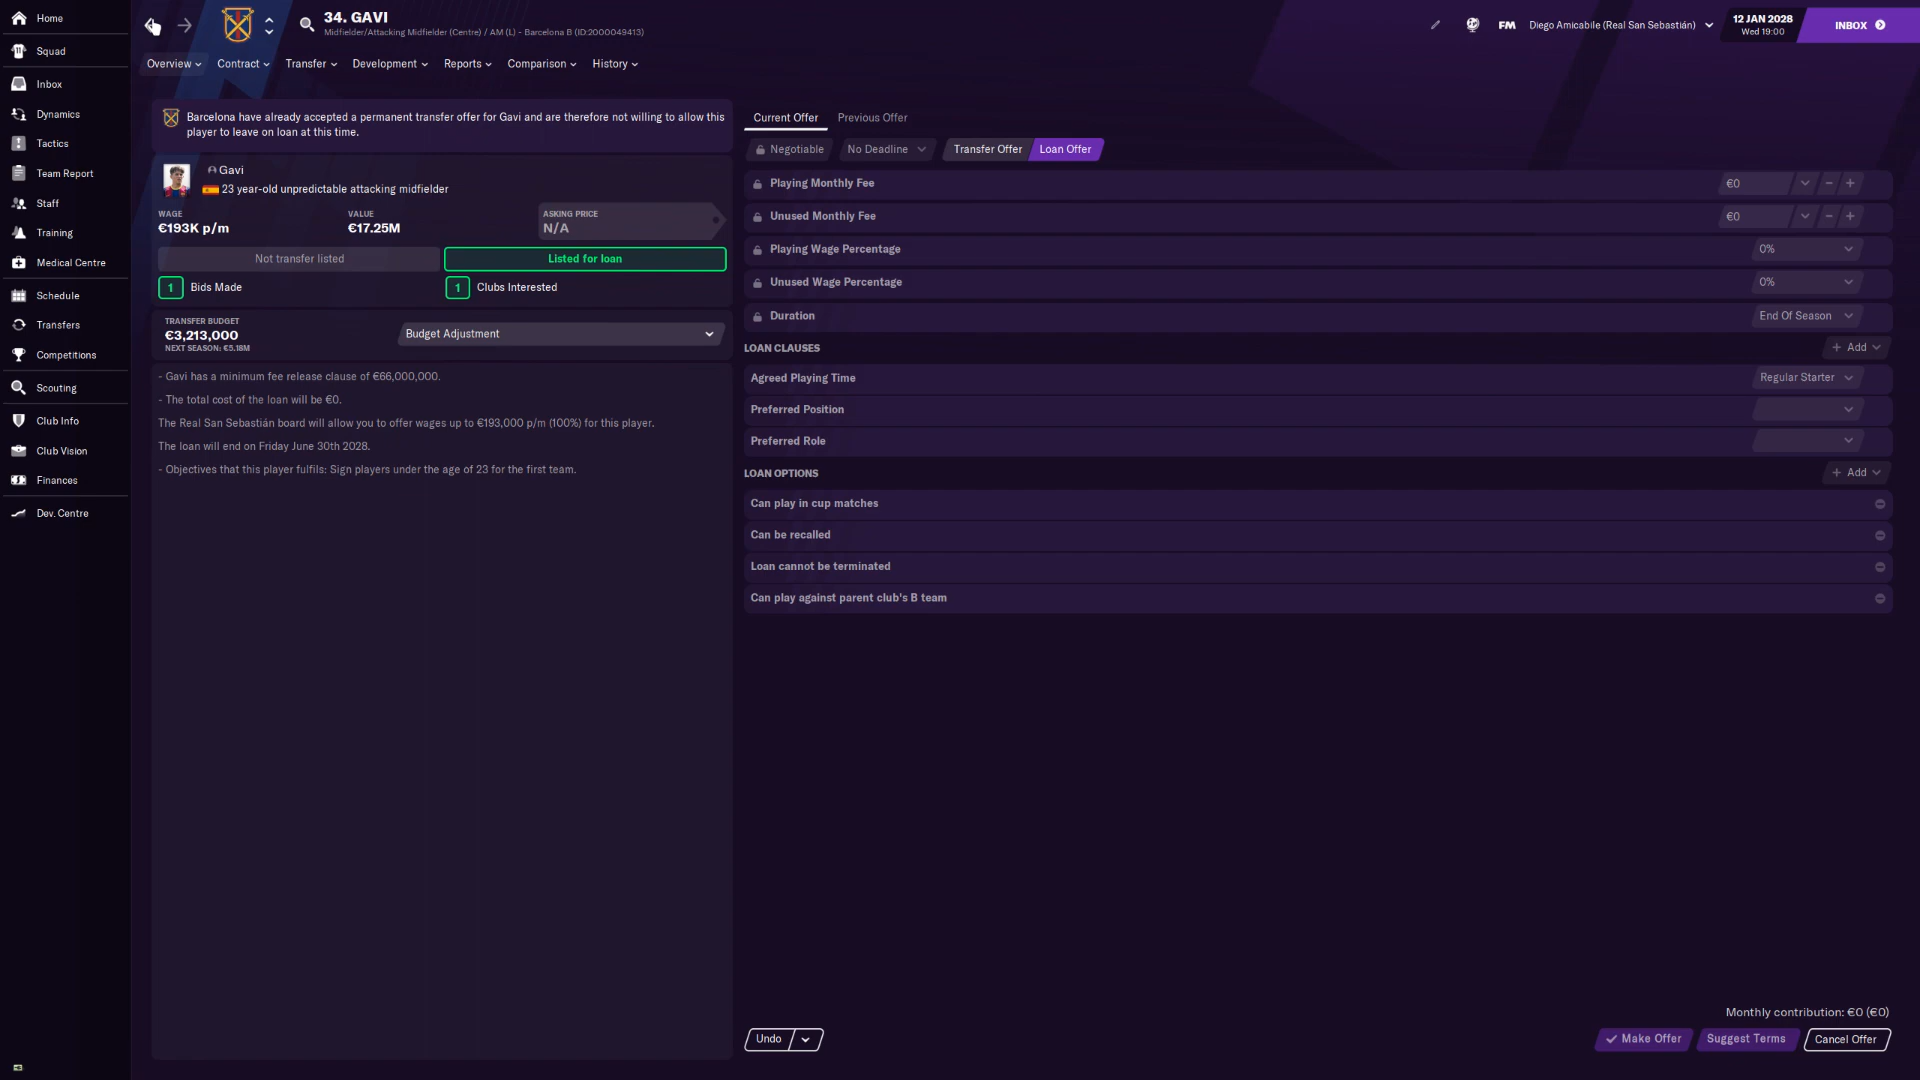 Home
Squad
Inbox
Dynamics
Tactics
Team Report
Staff
Training
Medical Centre
Schedule
Transfers
Competitions
Scouting
Club Info
Club Vision
Finances
Dev. Centre
34. GAVI
Midfielder/Attacking Midfielder (Centre) / AM (L) - Barcelona B (ID:2000049413)
FM
Diego Amicabile (Real San Sebastián)
12 JAN 2028
Wed 19:00
INBOX
Overview
Contract
Transfer
Development
Reports
Comparison
History
Barcelona have already accepted a permanent transfer offer for Gavi and are therefore not willing to allow this
player to leave on loan at this time.
Gavi
23 year-old unpredictable attacking midfielder
WAGE
€193K p/m
VALUE
€17.25M
ASKING PRICE
N/A
Not transfer listed
Listed for loan
1 Bids Made
1 Clubs Interested
TRANSFER BUDGET
€3,213,000
NEXT SEASON: €5.18M
Budget Adjustment
- Gavi has a minimum fee release clause of €66,000,000.
- The total cost of the loan will be €0.
The Real San Sebastián board will allow you to offer wages up to €193,000 p/m (100%) for this player.
The loan will end on Friday June 30th 2028.
- Objectives that this player fulfils: Sign players under the age of 23 for the first team.
Current Offer
Previous Offer
Negotiable
No Deadline
Transfer Offer
Loan Offer
Playing Monthly Fee
€0
Unused Monthly Fee
€0
Playing Wage Percentage
0%
Unused Wage Percentage
0%
Duration
End Of Season
LOAN CLAUSES
+ Add
Agreed Playing Time
Regular Starter
Preferred Position
Preferred Role
LOAN OPTIONS
+ Add
Can play in cup matches
Can be recalled
Loan cannot be terminated
Can play against parent club's B team
Monthly contribution: €0 (€0)
Undo
Make Offer
Suggest Terms
Cancel Offer